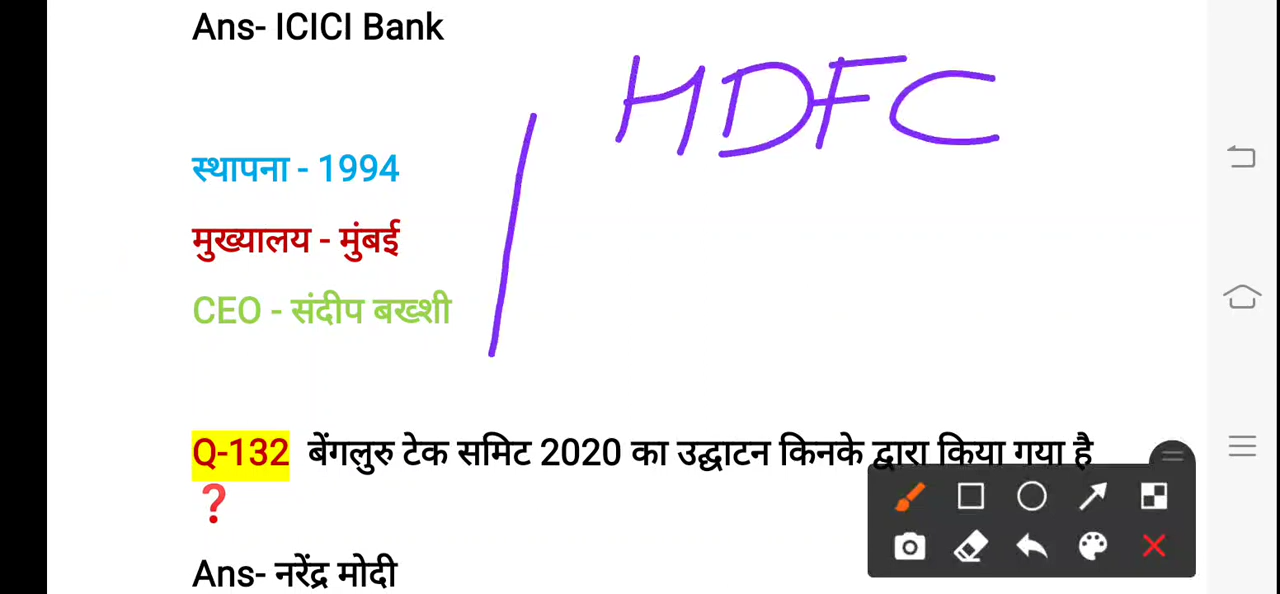 Ans- ICICI Bank
HDFC
स्थापना - 1994
मुख्यालय - मुंबई
CEO - संदीप बख्शी
Q-132 बेंगलुरु टेक समिट 2020 का उद्घाटन किनके द्वारा किया गया है
❓
Ans- नरेंद्र मोदी